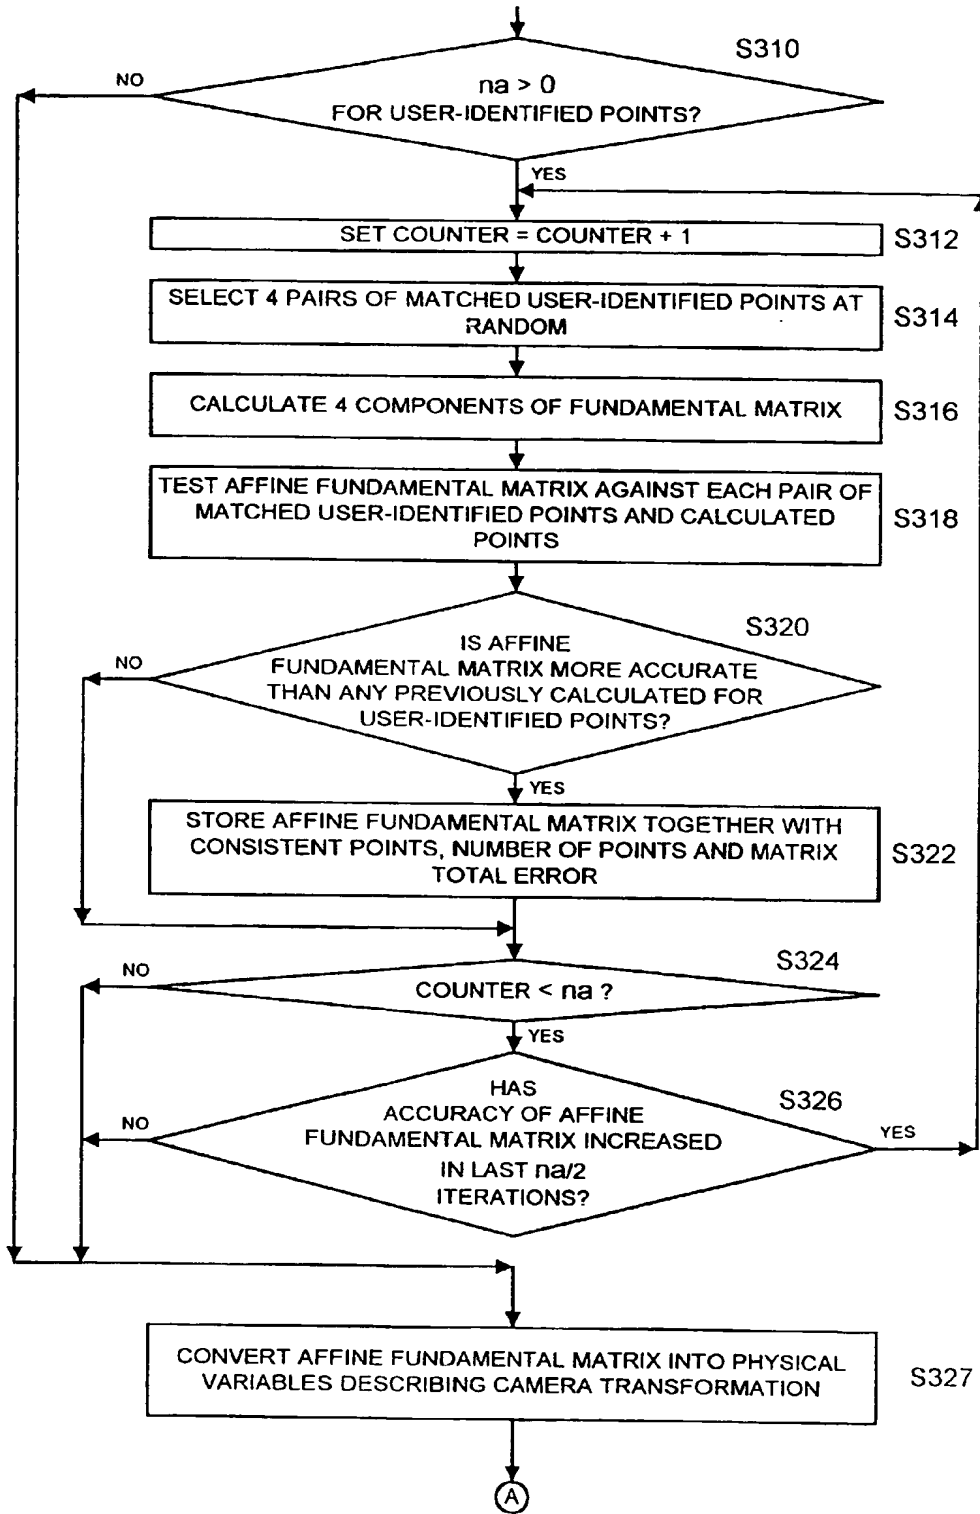 S310
NO
na > 0
FOR USER-IDENTIFIED POINTS?
YES
SET COUNTER = COUNTER + 1
S312
SELECT 4 PAIRS OF MATCHED USER-IDENTIFIED POINTS AT
RANDOM
S314
CALCULATE 4 COMPONENTS OF FUNDAMENTAL MATRIX
S316
TEST AFFINE FUNDAMENTAL MATRIX AGAINST EACH PAIR OF
MATCHED USER-IDENTIFIED POINTS AND CALCULATED
POINTS
S318
S320
NO
IS AFFINE
FUNDAMENTAL MATRIX MORE ACCURATE
THAN ANY PREVIOUSLY CALCULATED FOR
USER-IDENTIFIED POINTS?
YES
STORE AFFINE FUNDAMENTAL MATRIX TOGETHER WITH
CONSISTENT POINTS, NUMBER OF POINTS AND MATRIX
TOTAL ERROR
S322
S324
NO
COUNTER < na ?
YES
S326
HAS
ACCURACY OF AFFINE
FUNDAMENTAL MATRIX INCREASED
IN LAST na/2
ITERATIONS?
NO
YES
CONVERT AFFINE FUNDAMENTAL MATRIX INTO PHYSICAL
VARIABLES DESCRIBING CAMERA TRANSFORMATION
S327
A